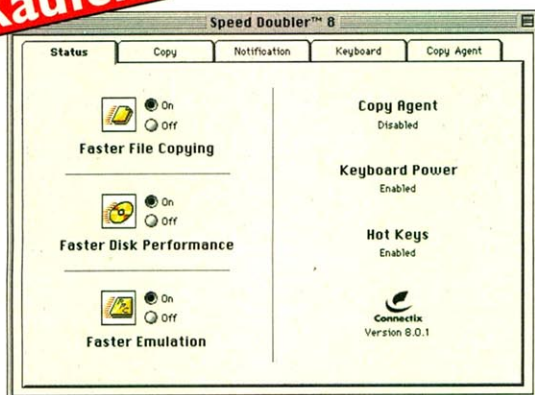 Speed Doubler™ 8
Status
Copy
Notification
Keyboard
Copy Agent
On
Off
Faster File Copying
On
Off
Faster Disk Performance
On
Off
Faster Emulation
Copy Agent
Disabled
Keyboard Power
Enabled
Hot Keys
Enabled
Connectix
Version 8.0.1